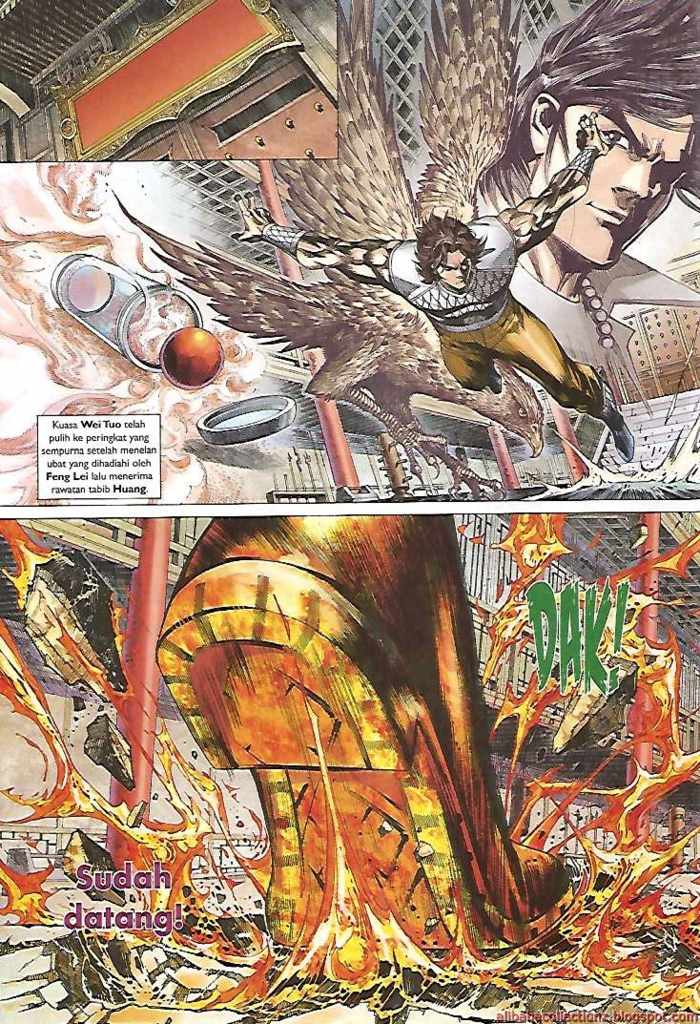 Kuasa Wei Tuo telah
pulih ke peringkat yang
sempurna setelah menelan
ubat yang dihadiahi oleh
Feng Lei lalu menerima
rawatan tabib Huang.
DAK!
Sudah
datang!
alibabacollectionz.blogspot.com